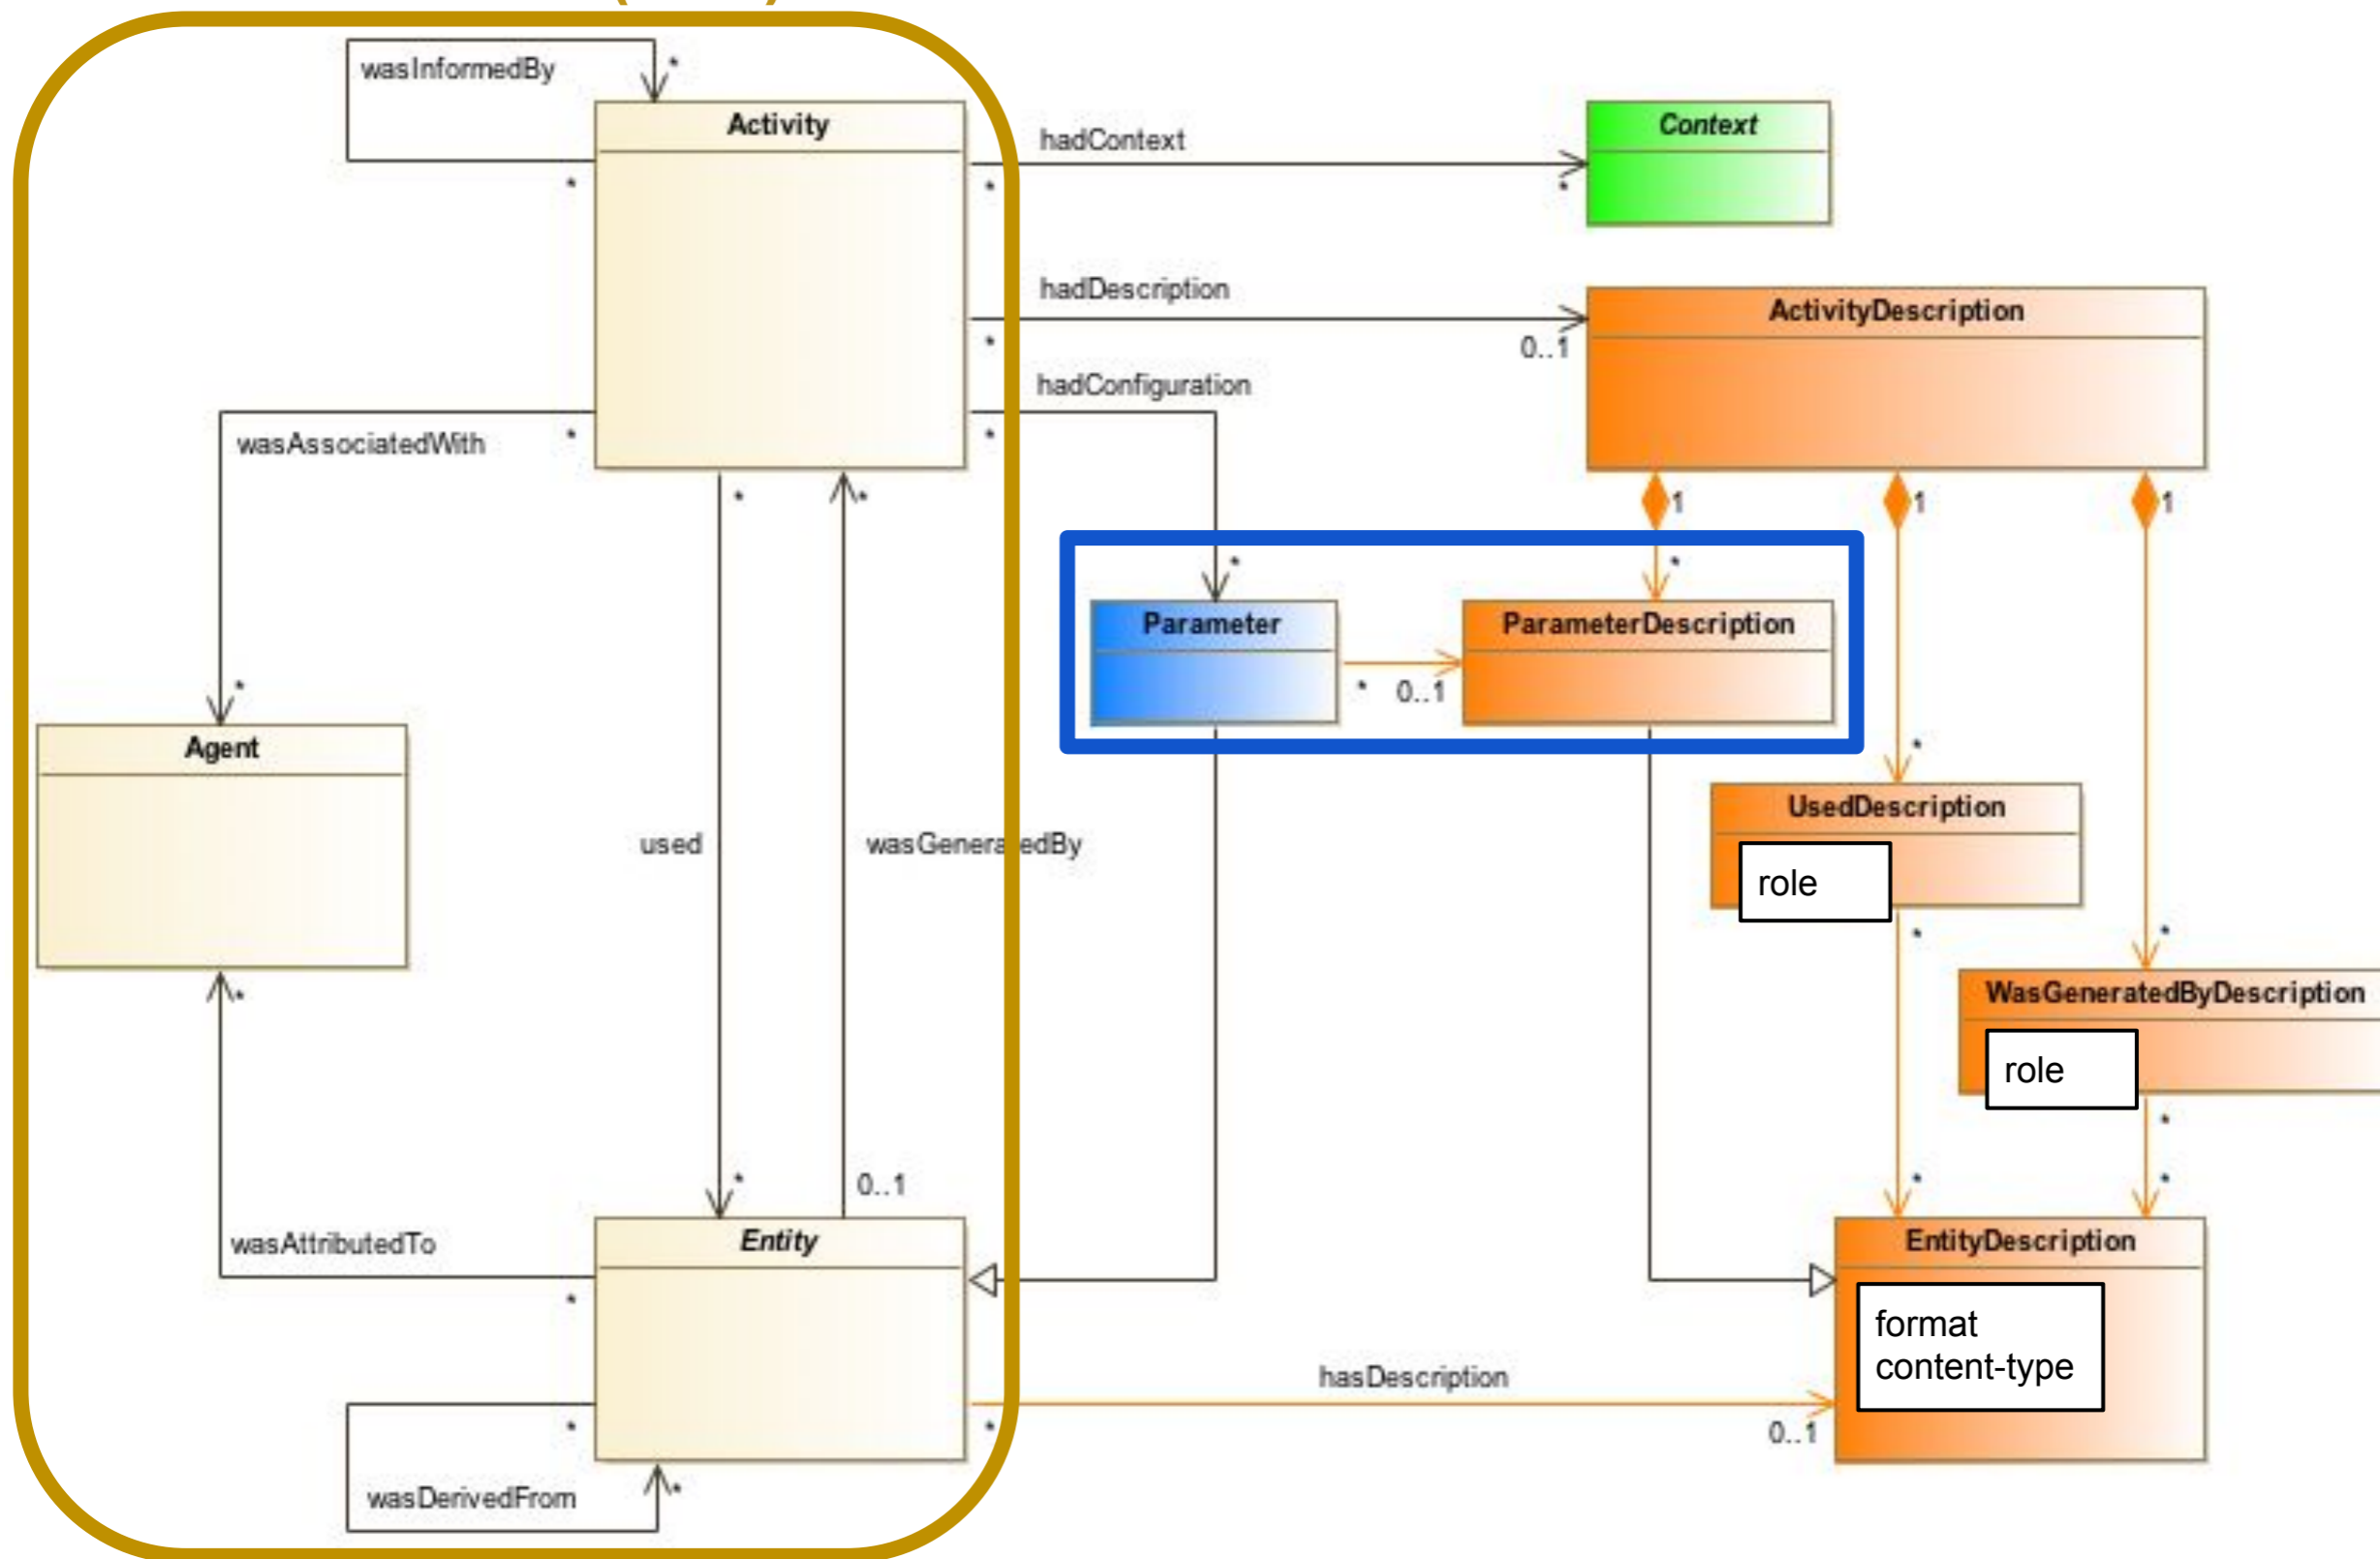 wasInformedBy
*
Activity
hadContext
Context
*
*
*
hadDescription
ActivityDescription
*
0..1
hadConfiguration
wasAssociatedWith
*
*
*
*
1
1
1
*
*
Parameter
ParameterDescription
*
0..1
*
Agent
*
UsedDescription
used
wasGeneratedBy
role
*
*
WasGeneratedByDescription
*
role
*
*
0..1
*
*
wasAttributedTo
Entity
EntityDescription
*
format
content-type
hasDescription
*
*
0..1
wasDerivedFrom
*